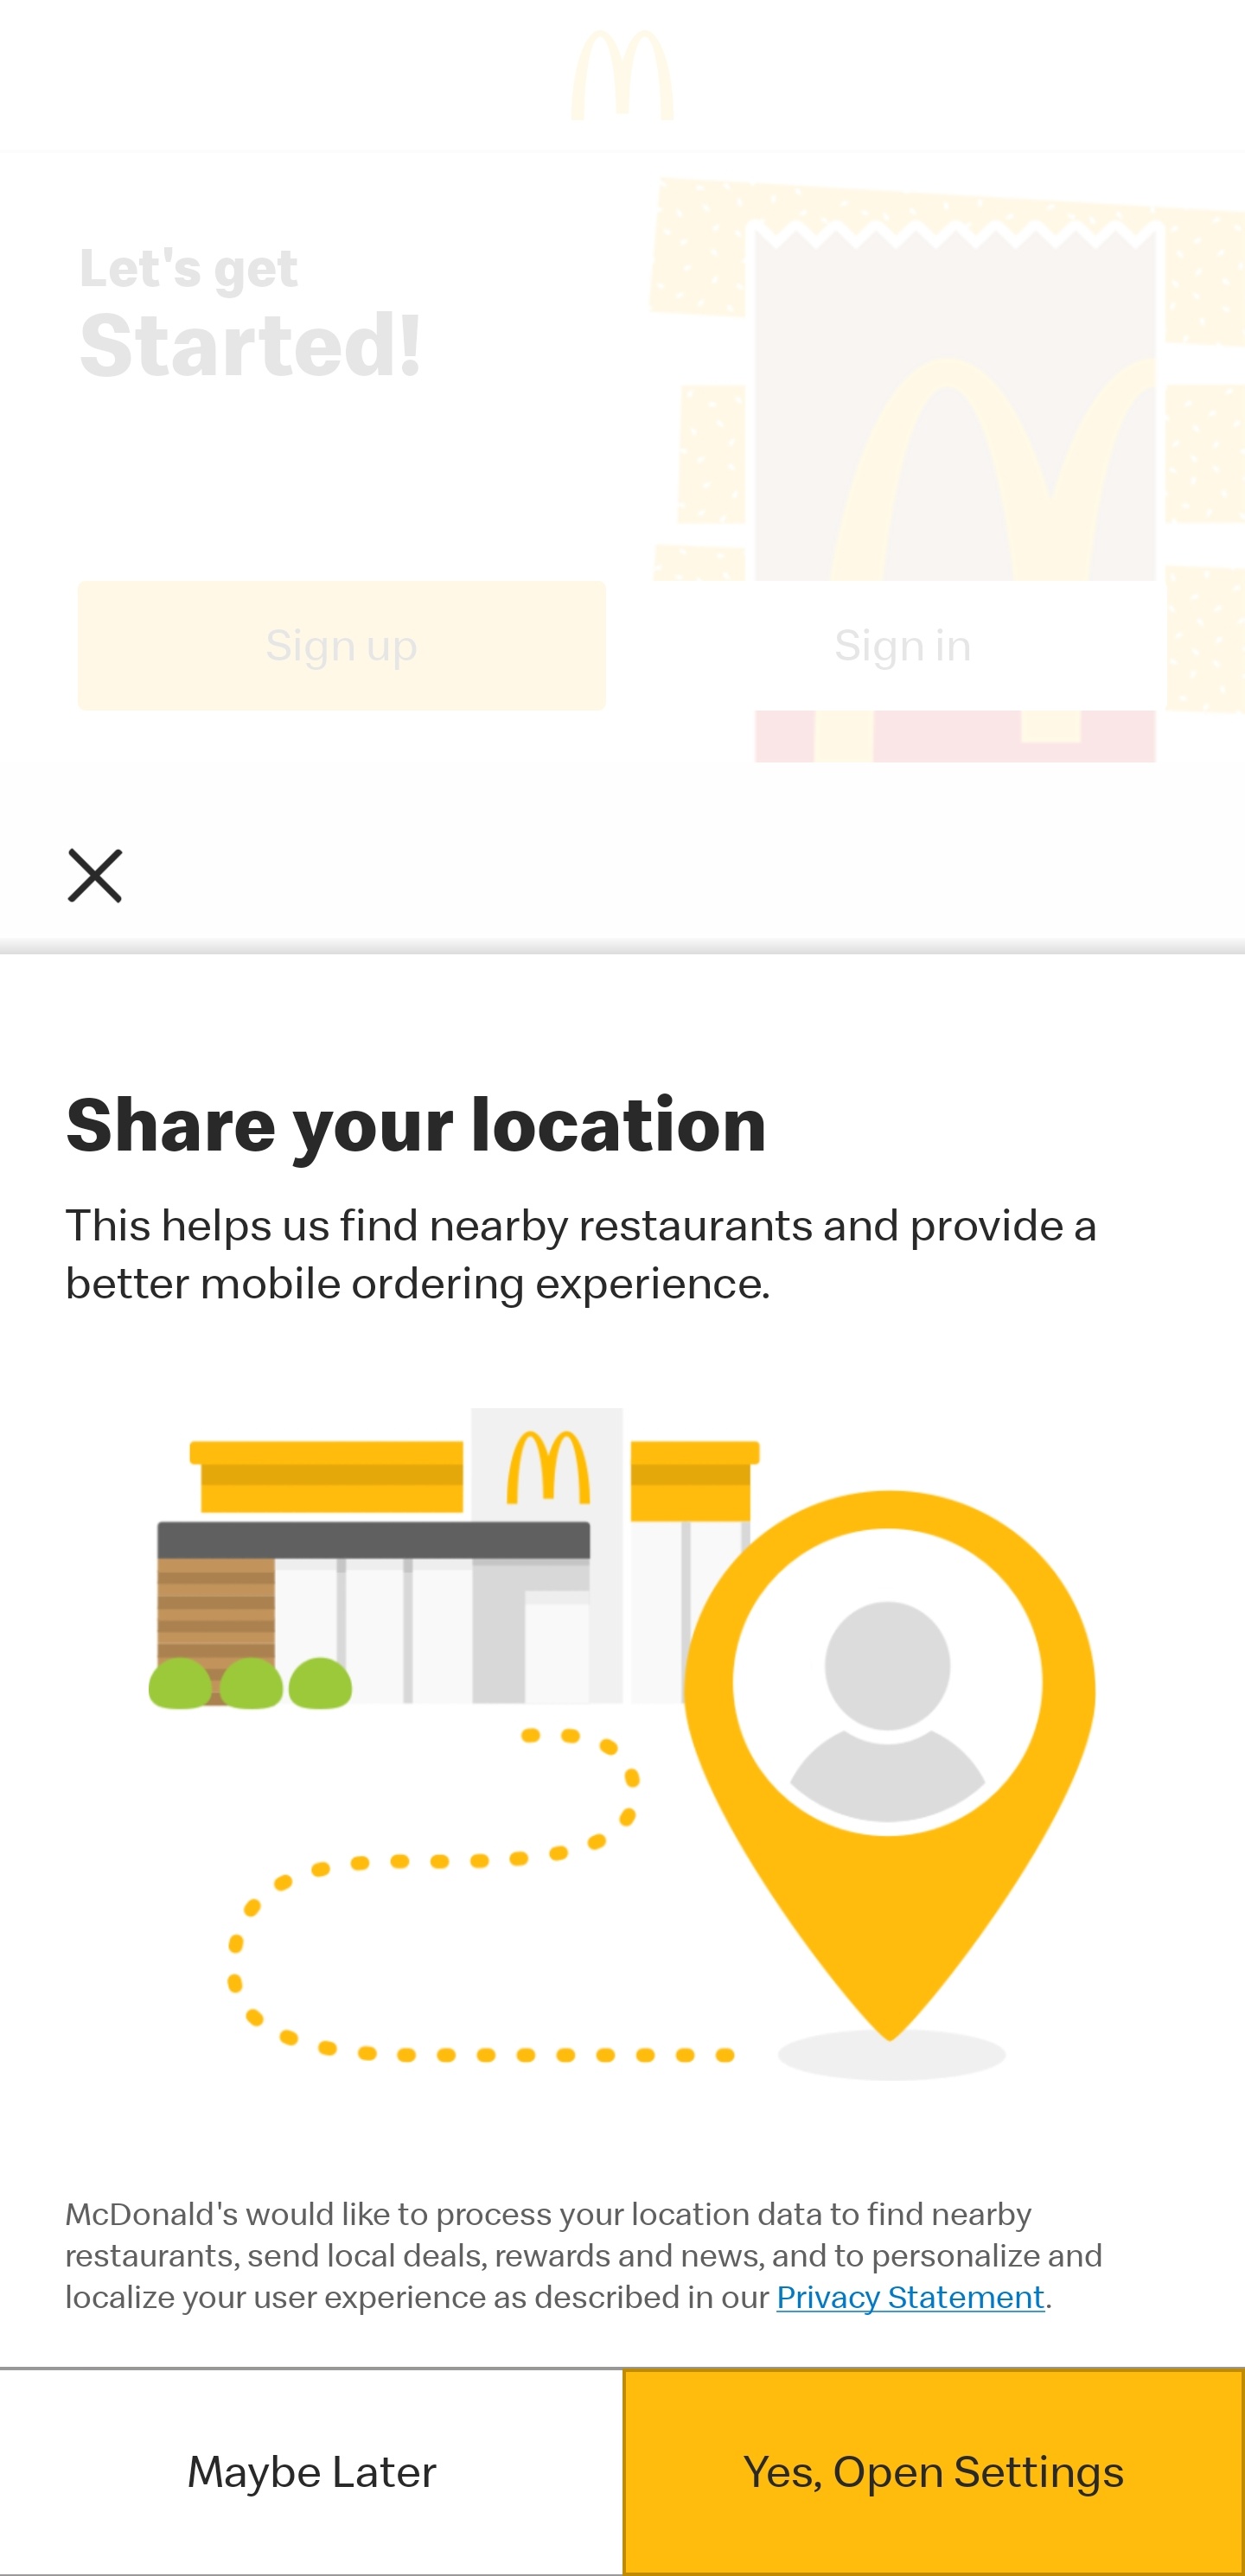 Let's get
Started!
Sign up
Sign in
Share your location
This helps us find nearby restaurants and provide a
better mobile ordering experience.
McDonald's would like to process your location data to find nearby
restaurants, send local deals, rewards and news, and to personalize and
localize your user experience as described in our Privacy Statement.
Maybe Later
Yes, Open Settings